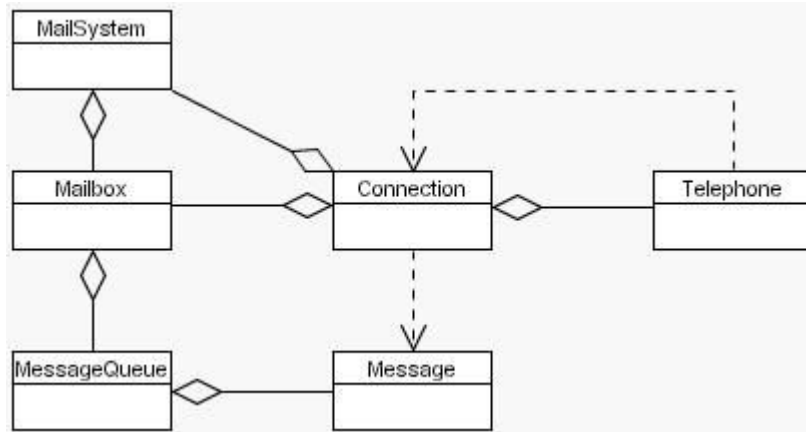 MailSystem
Mailbox
Connection
Telephone
MessageQueue
Message